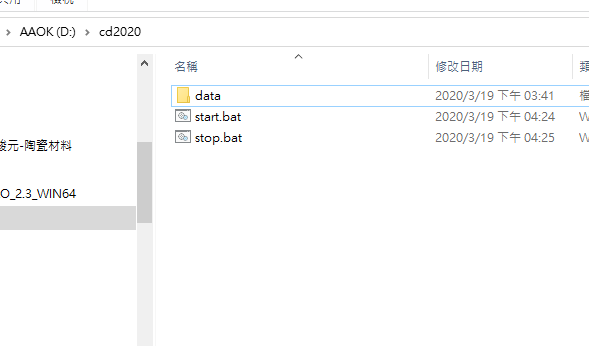 AAOK (D:) > cd2020
名稱 修改日期
data 2020/3/19 下午 03:41
start.bat 2020/3/19 下午 04:24
stop.bat 2020/3/19 下午 04:25
元-陶瓷材料
O_2.3_WIN64